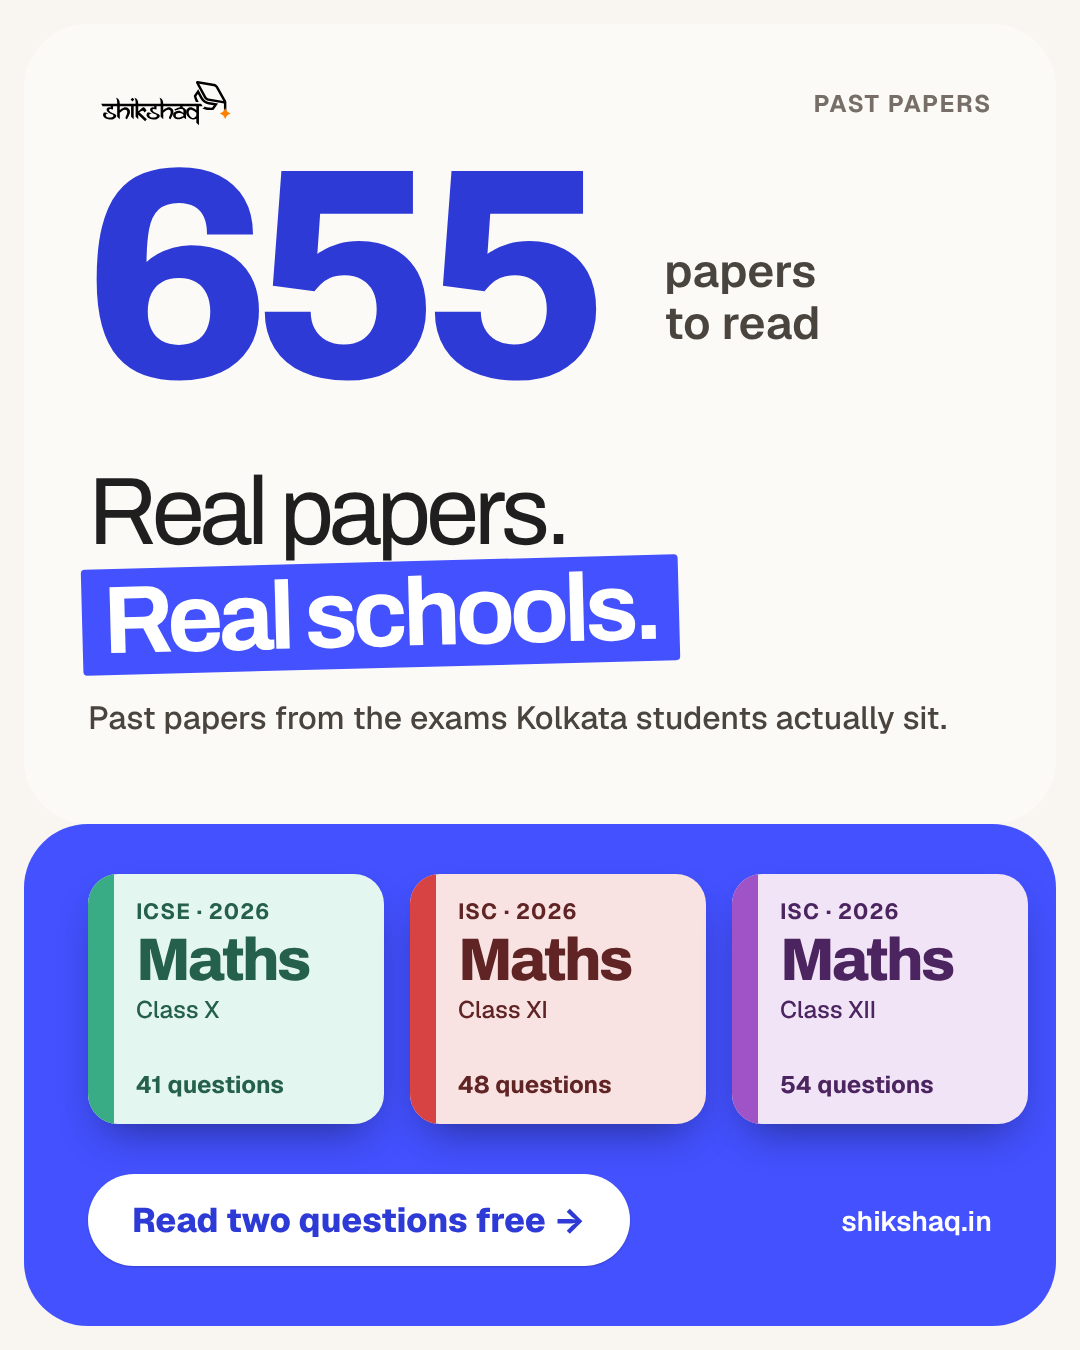 shikshaq
PAST PAPERS
655
papers
to read
Real papers.
Real schools.
Past papers from the exams Kolkata students actually sit.
ICSE · 2026
Maths
Class X
41 questions
ISC · 2026
Maths
Class XI
48 questions
ISC · 2026
Maths
Class XII
54 questions
Read two questions free →
shikshaq.in